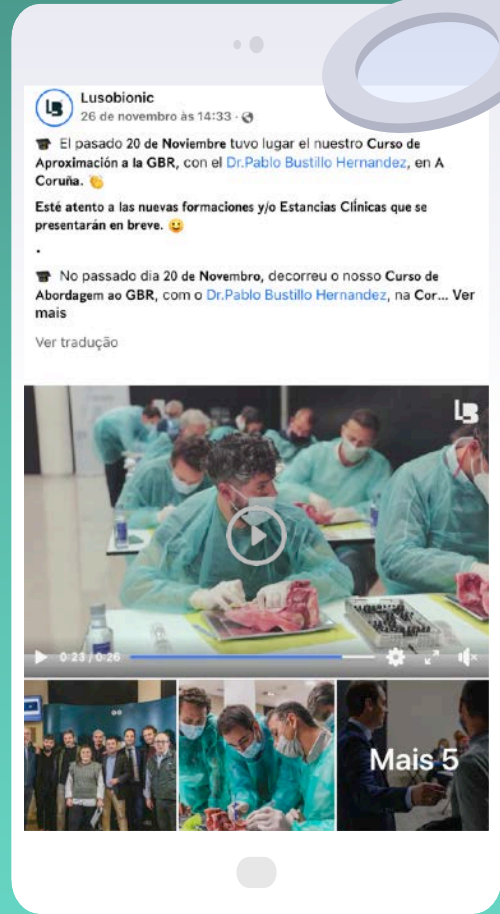 Lusobionic
26 de novembro às 14:33 ·
El pasado 20 de Noviembre tuvo lugar el nuestro Curso de
Aproximación a la GBR, con el Dr.Pablo Bustillo Hernandez, en A
Coruña.
Esté atento a las nuevas formaciones y/o Estancias Clínicas que se
presentarán en breve.
.
No passado dia 20 de Novembro, decorreu o nosso Curso de
Abordagem ao GBR, com o Dr.Pablo Bustillo Hernandez, na Cor... Ver
mais
Ver tradução
LB
0:23 / 0:26
Mais 5